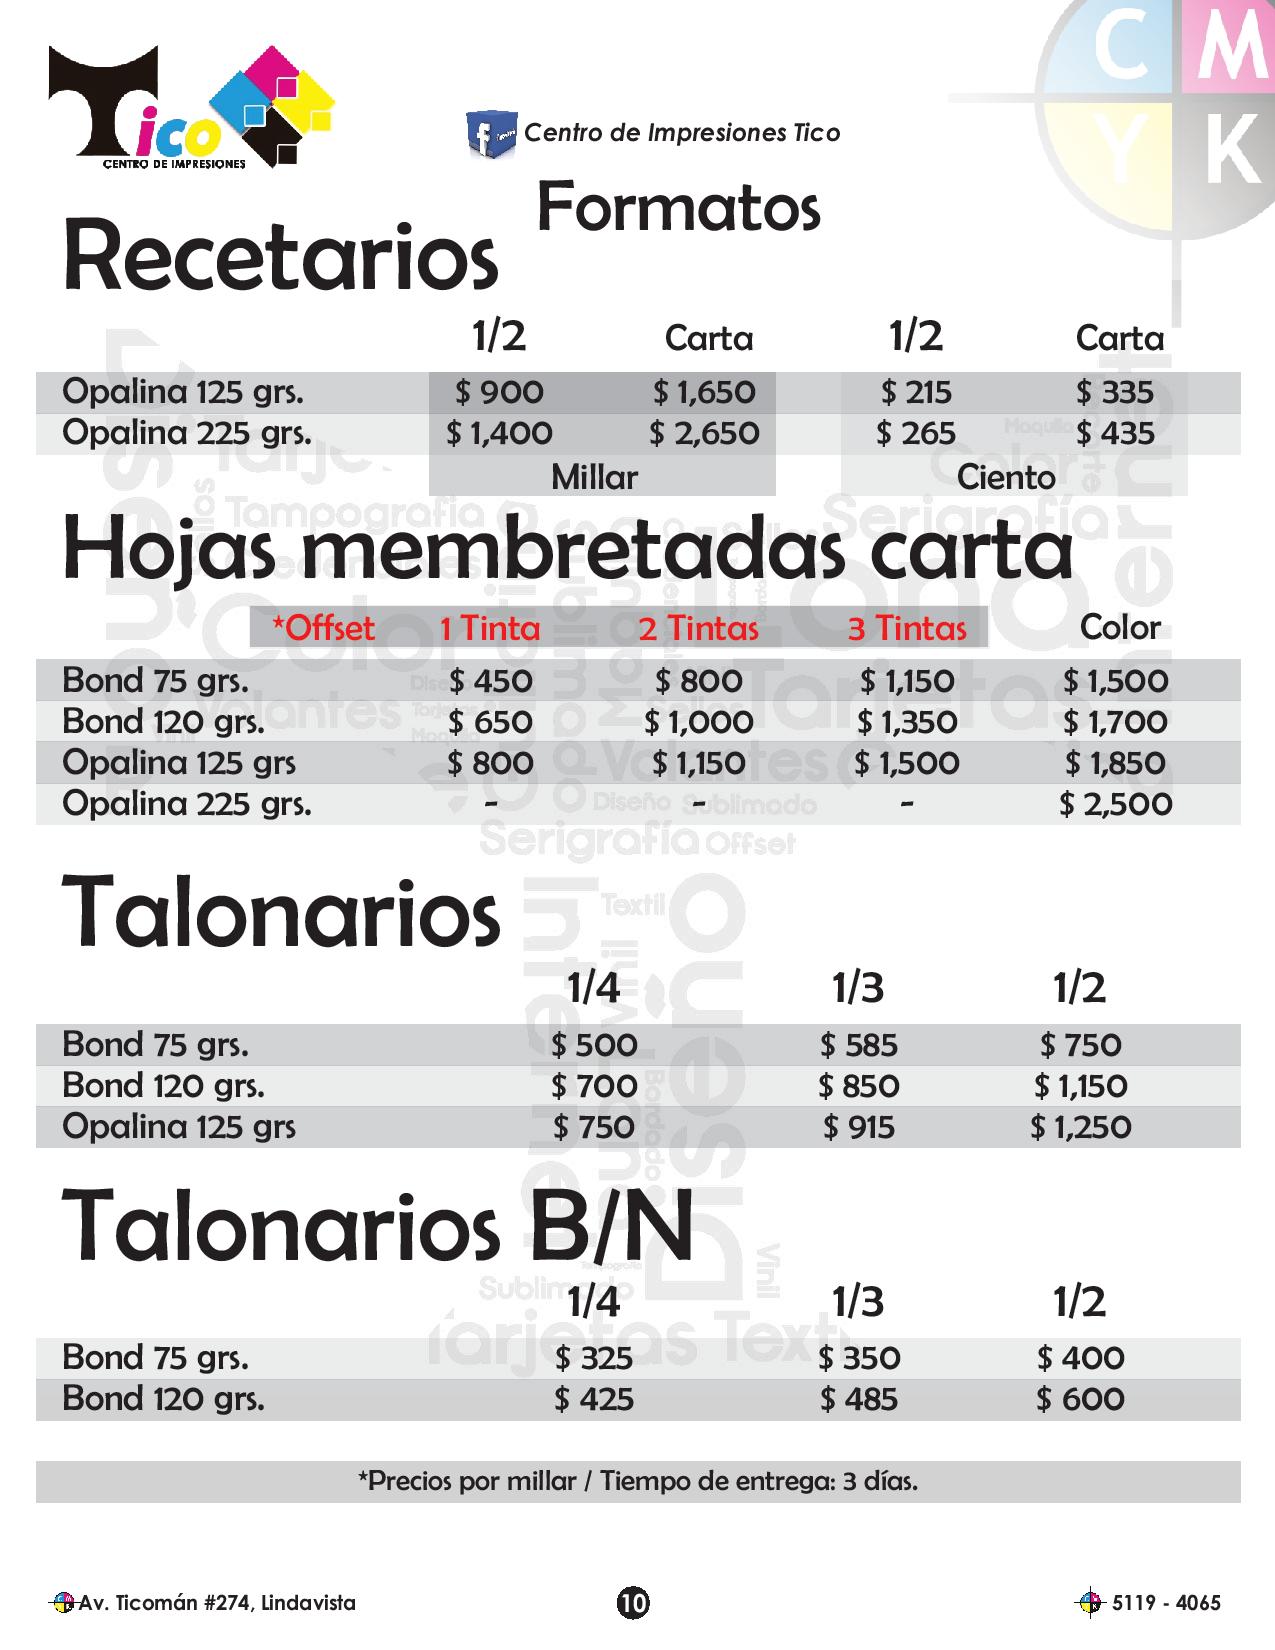 Tico
CENTRO DE IMPRESIONES
Centro de Impresiones Tico
C M
Y K
Formatos
Recetarios
1/2 Carta 1/2 Carta
Opalina 125 grs. $ 900 $ 1,650 $ 215 $ 335
Opalina 225 grs. $ 1,400 $ 2,650 $ 265 $ 435
Millar Ciento
Hojas membretadas carta
*Offset 1 Tinta 2 Tintas 3 Tintas Color
Bond 75 grs. $ 450 $ 800 $ 1,150 $ 1,500
Bond 120 grs. $ 650 $ 1,000 $ 1,350 $ 1,700
Opalina 125 grs $ 800 $ 1,150 $ 1,500 $ 1,850
Opalina 225 grs. - - - $ 2,500
Talonarios
1/4 1/3 1/2
Bond 75 grs. $ 500 $ 585 $ 750
Bond 120 grs. $ 700 $ 850 $ 1,150
Opalina 125 grs $ 750 $ 915 $ 1,250
Talonarios B/N
1/4 1/3 1/2
Bond 75 grs. $ 325 $ 350 $ 400
Bond 120 grs. $ 425 $ 485 $ 600
*Precios por millar / Tiempo de entrega: 3 días.
Av. Ticomán #274, Lindavista 10 5119 - 4065